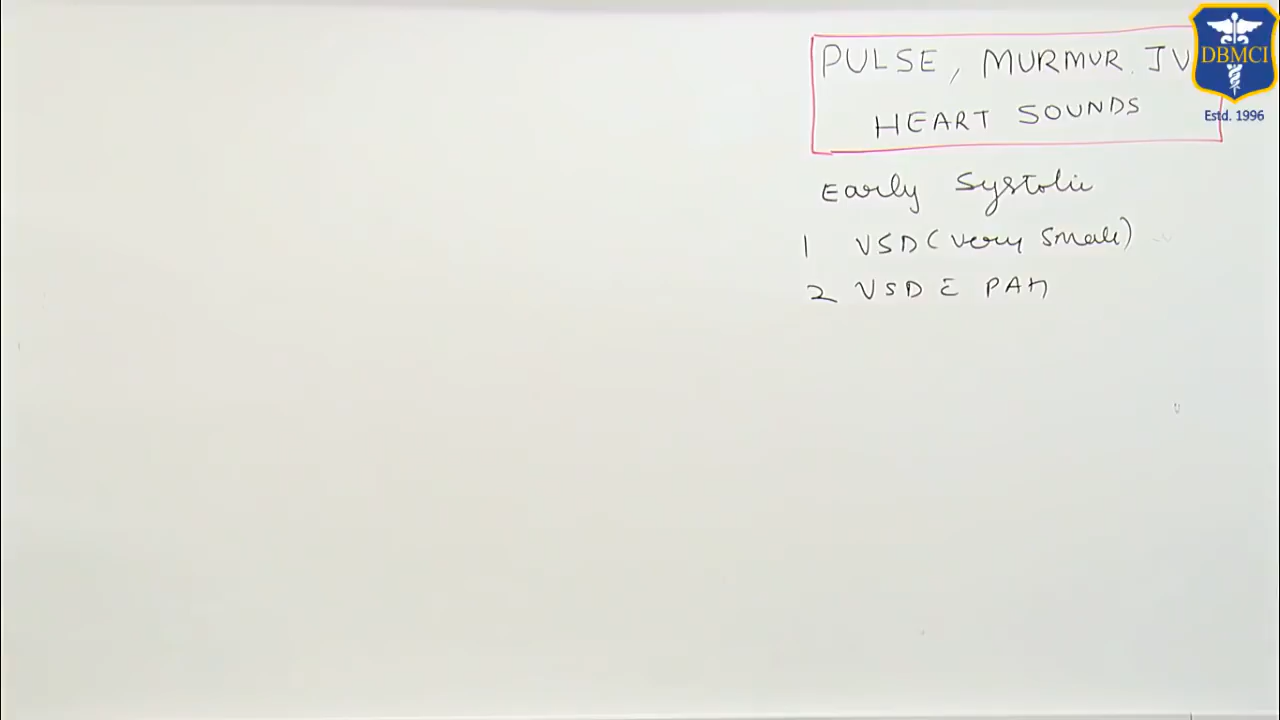 PULSE, MURMUR. JV
HEART SOUNDS
DBMCI
Estd. 1996
Early Systolic
1 VSD (very small)
2 VSD c̄ PAH